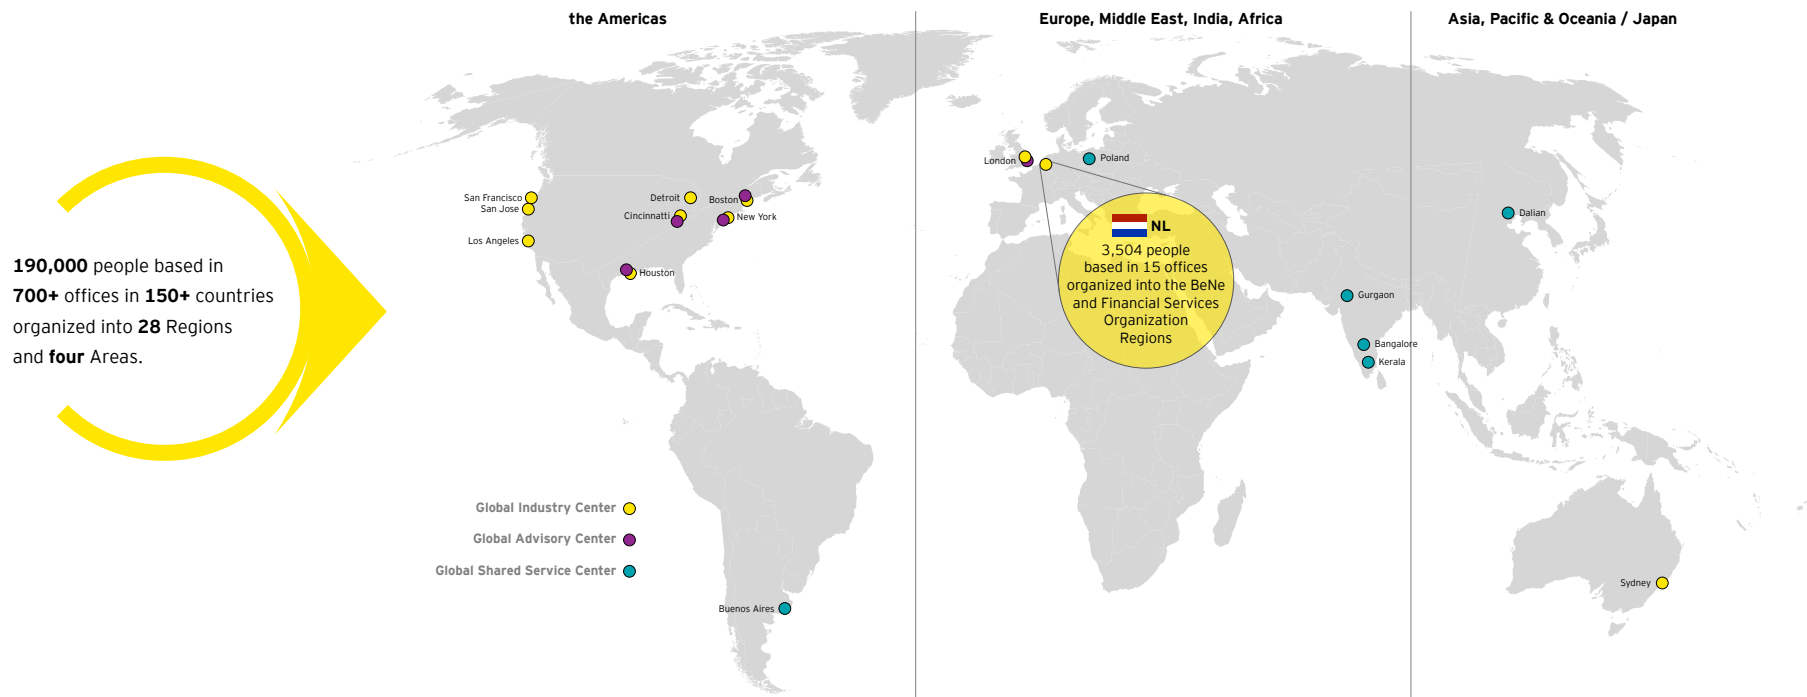 the Americas
Europe, Middle East, India, Africa
Asia, Pacific & Oceania / Japan
190,000 people based in
700+ offices in 150+ countries
organized into 28 Regions
and four Areas.
San Francisco
San Jose
Los Angeles
Detroit
Cincinnatti
Boston
New York
Houston
London
Poland
NL
3,504 people
based in 15 offices
organized into the BeNe
and Financial Services
Organization
Regions
Gurgaon
Bangalore
Kerala
Dalian
Sydney
Global Industry Center
Global Advisory Center
Global Shared Service Center
Buenos Aires